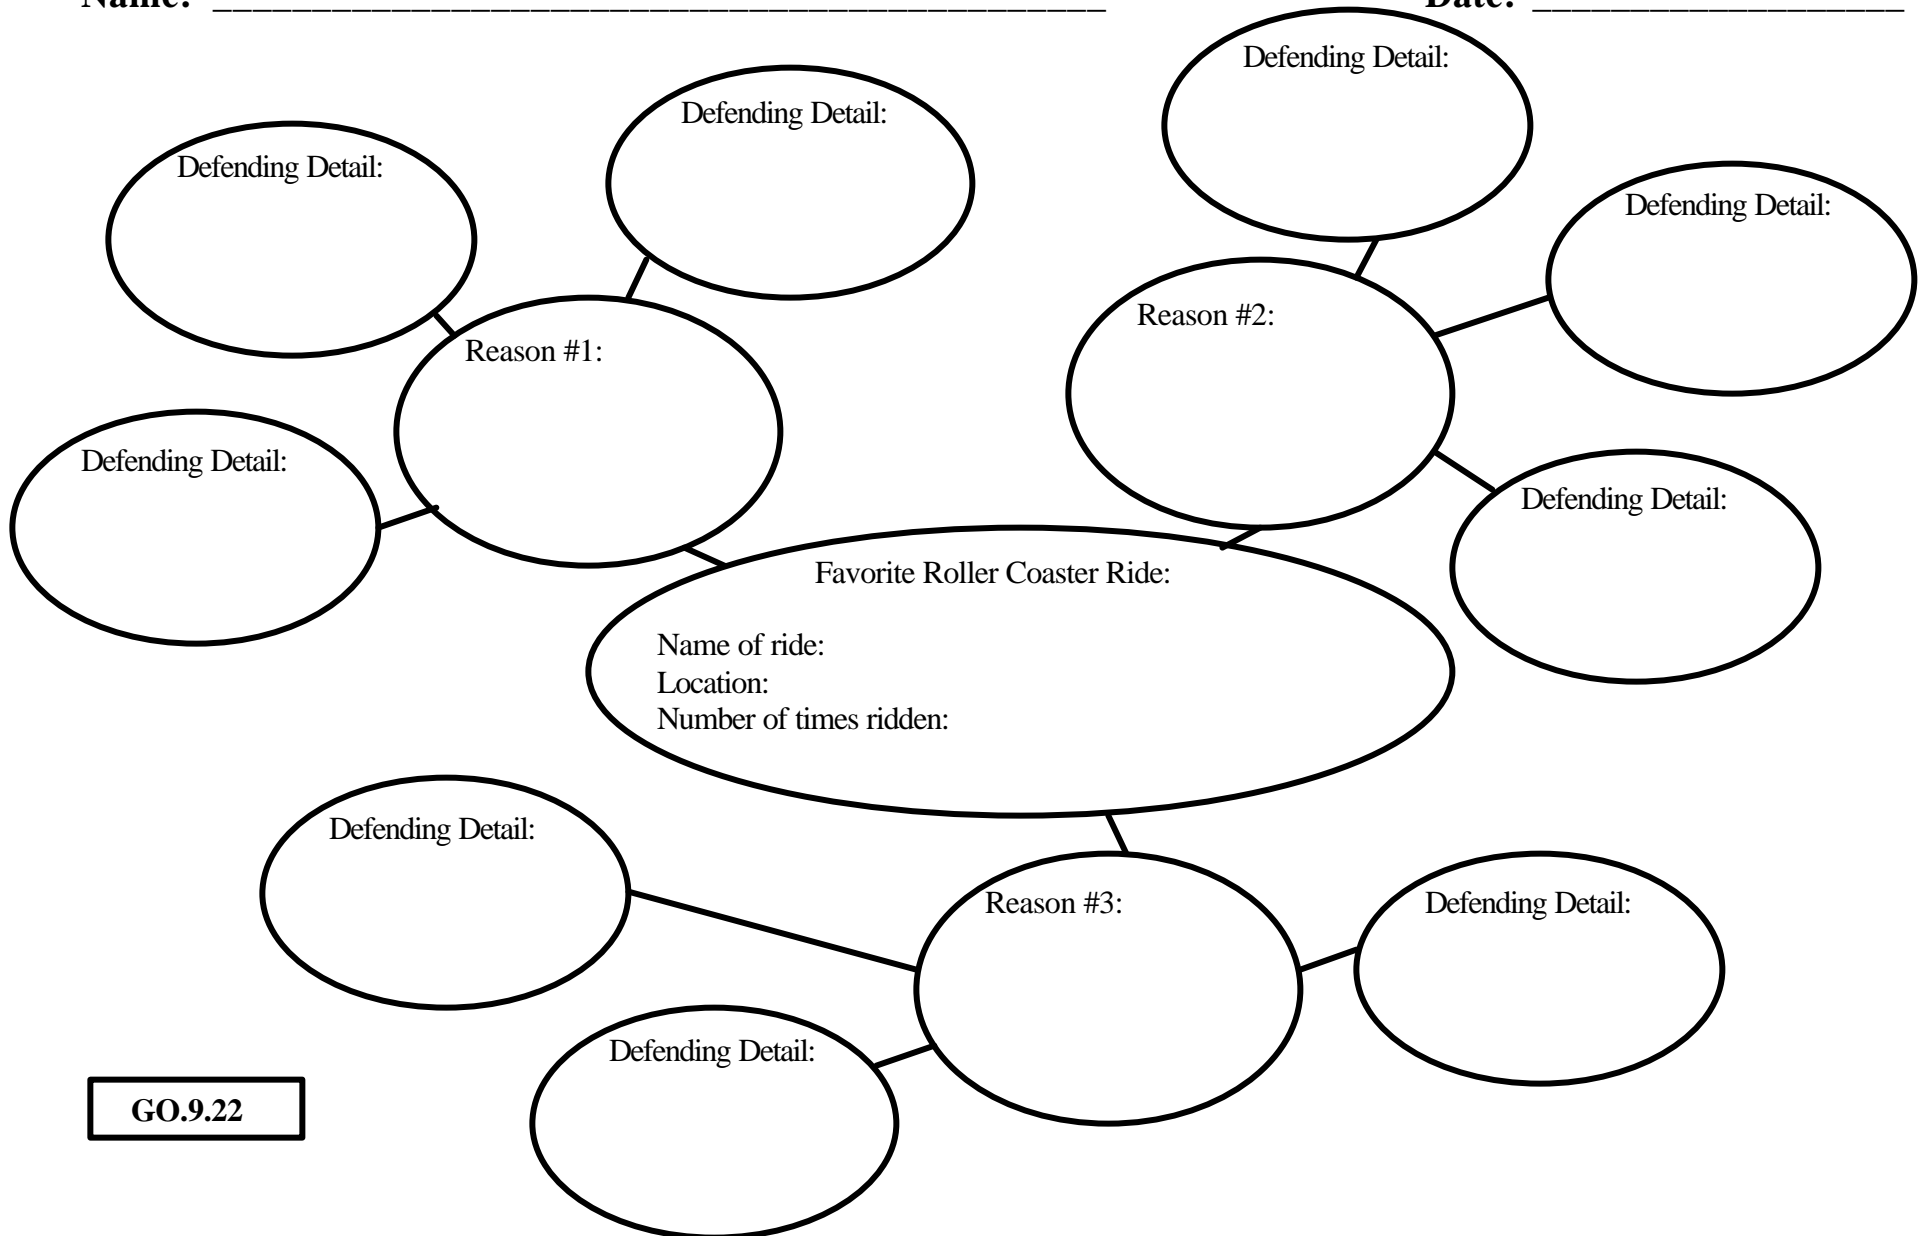 Name: _____________________________________________ Date: ___________________
Defending Detail:
Defending Detail:
Defending Detail:
Defending Detail:
Reason #2:
Reason #1:
Defending Detail:
Defending Detail:
Favorite Roller Coaster Ride:
Name of ride:
Location:
Number of times ridden:
Defending Detail:
Reason #3:
Defending Detail:
Defending Detail:
GO.9.22